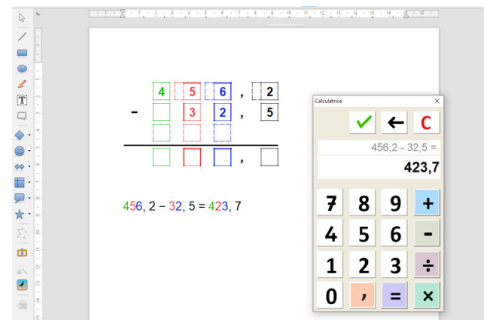 4 5 6 , 2
- 3 2 , 5
,
456, 2 − 32, 5 = 423, 7
Calculatrice ×
C
456,2 - 32,5 =
423,7
7 8 9 +
4 5 6 -
1 2 3 ÷
0 , = ×